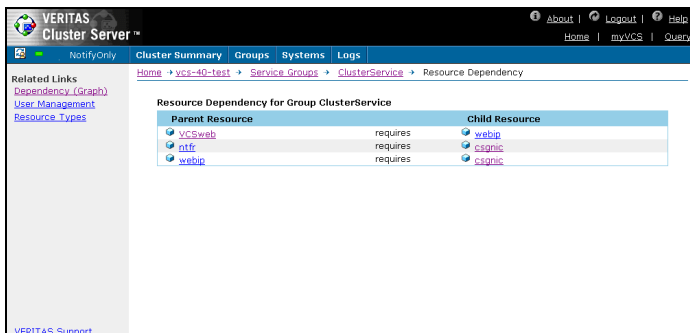 VERITAS
Cluster Server ™
About | Logout | Help
Home | myVCS | Query
NotifyOnly
Cluster Summary Groups Systems Logs
Related Links
Dependency (Graph)
User Management
Resource Types
Home → vcs-40-test → Service Groups → ClusterService → Resource Dependency
Resource Dependency for Group ClusterService
Parent Resource Child Resource
VCSweb requires webip
ntfr requires csgnic
webip requires csgnic
VERITAS Support